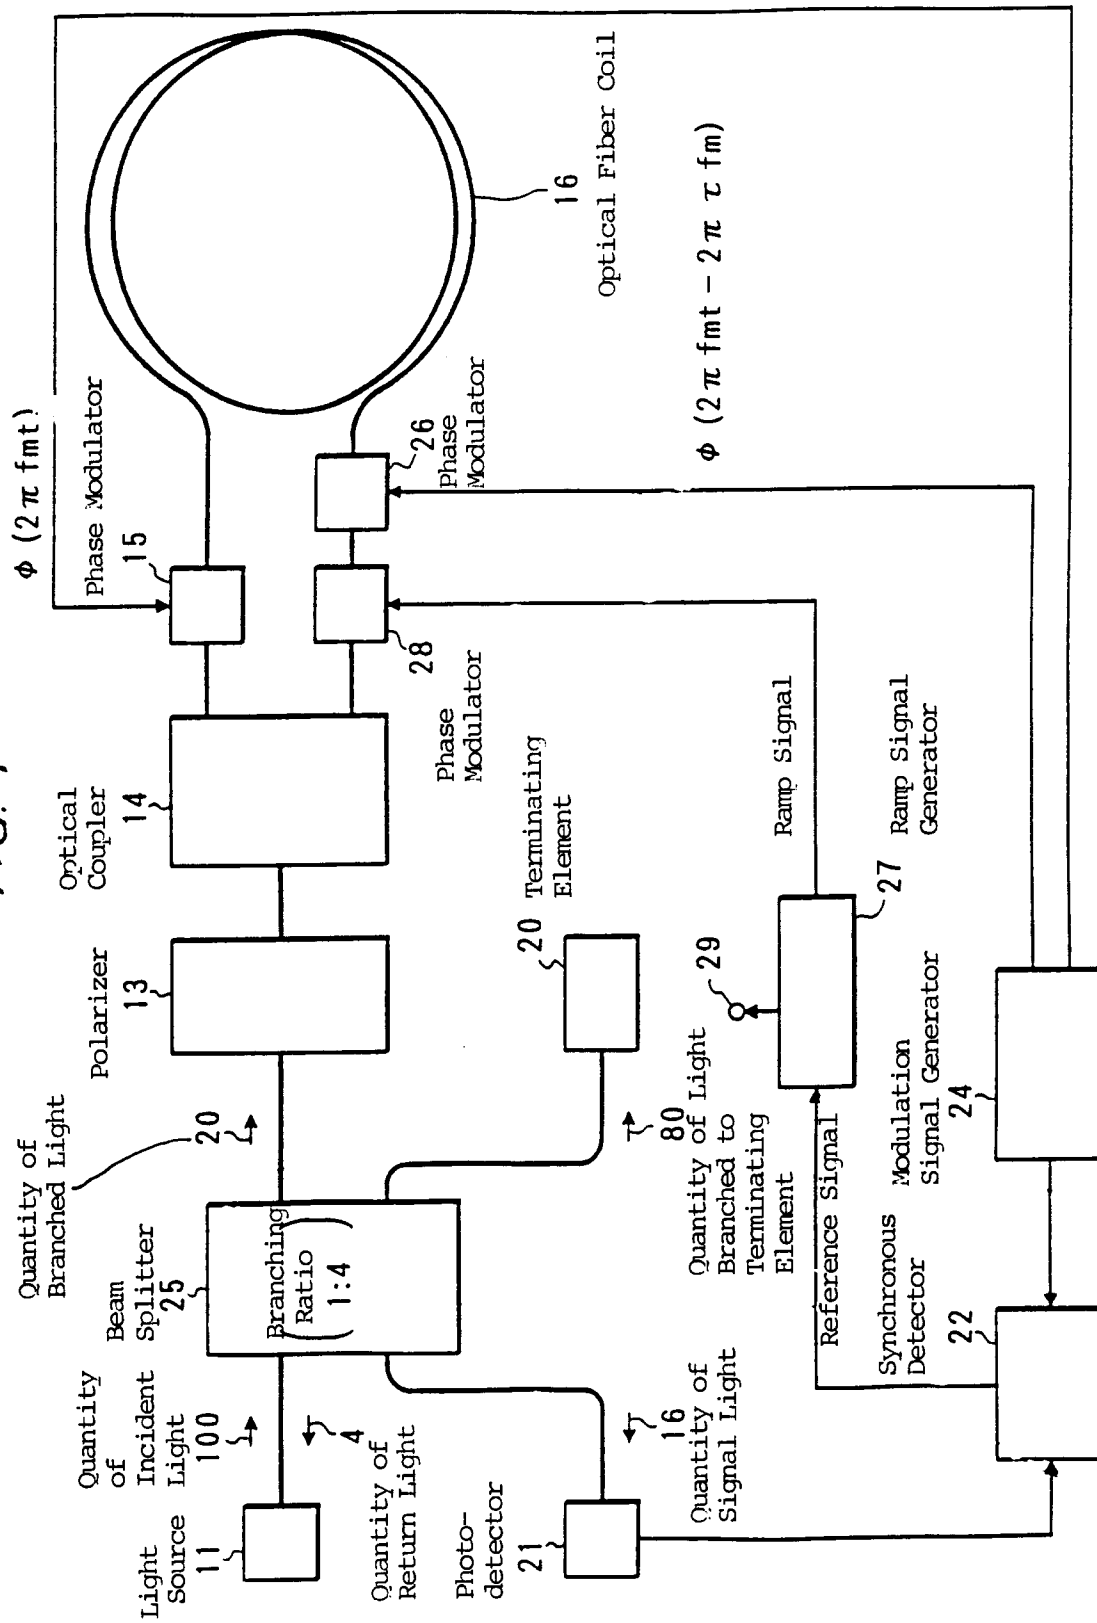 FIG. 7
φ (2π fmt)
Phase Modulator
15
Optical
Coupler
14
Polarizer
13
Quantity of
Branched Light
20
Beam
Splitter
25
Branching
Ratio
1:4
Quantity
of
Incident
Light
100
Light
Source
11
4
Quantity of
Return Light
Photo-
detector
21
16
Quantity of
Signal Light
80
Quantity of Light
Branched to
Terminating
Element
20
Terminating
Element
28
Phase
Modulator
26
Phase
Modulator
16
Optical Fiber Coil
φ (2π fmt − 2π τ fm)
Ramp Signal
Ramp Signal
Generator
27
29
Reference Signal
Synchronous
Detector
22
Modulation
Signal Generator
24